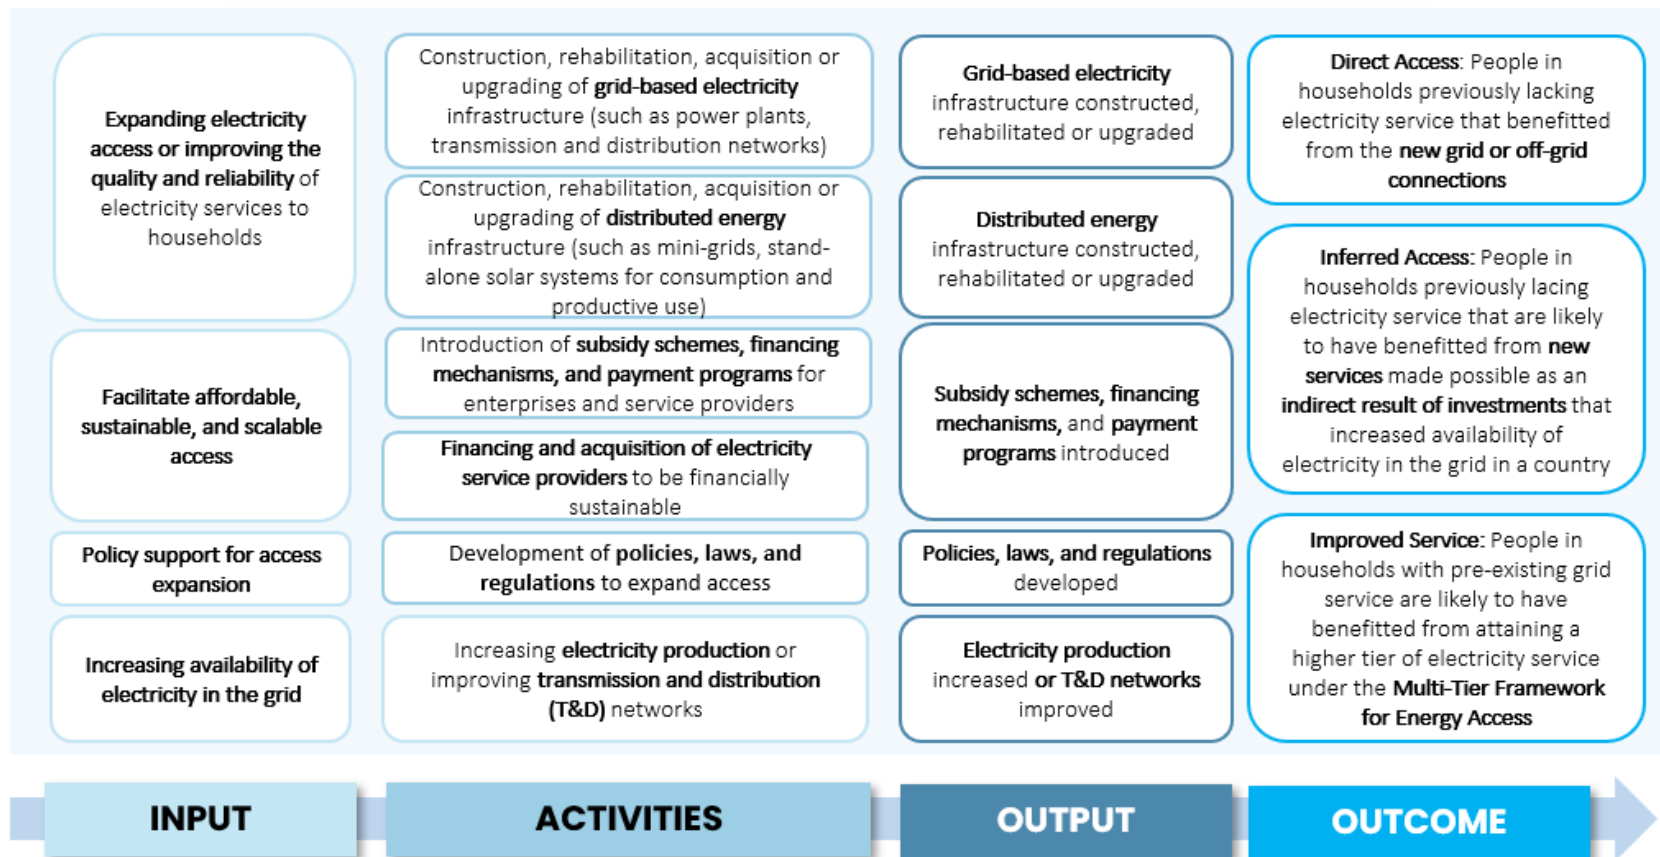 Expanding electricity
access or improving the
quality and reliability of
electricity services to
households
Facilitate affordable,
sustainable, and scalable
access
Policy support for access
expansion
Increasing availability of
electricity in the grid
Construction, rehabilitation, acquisition or
upgrading of grid-based electricity
infrastructure (such as power plants,
transmission and distribution networks)
Construction, rehabilitation, acquisition or
upgrading of distributed energy
infrastructure (such as mini-grids, stand-
alone solar systems for consumption and
productive use)
Introduction of subsidy schemes, financing
mechanisms, and payment programs for
enterprises and service providers
Financing and acquisition of electricity
service providers to be financially
sustainable
Development of policies, laws, and
regulations to expand access
Increasing electricity production or
improving transmission and distribution
(T&D) networks
Grid-based electricity
infrastructure constructed,
rehabilitated or upgraded
Distributed energy
infrastructure constructed,
rehabilitated or upgraded
Subsidy schemes, financing
mechanisms, and payment
programs introduced
Policies, laws, and regulations
developed
Electricity production
increased or T&D networks
improved
Direct Access: People in
households previously lacking
electricity service that benefitted
from the new grid or off-grid
connections
Inferred Access: People in
households previously lacing
electricity service that are likely
to have benefitted from new
services made possible as an
indirect result of investments that
increased availability of
electricity in the grid in a country
Improved Service: People in
households with pre-existing grid
service are likely to have
benefitted from attaining a
higher tier of electricity service
under the Multi-Tier Framework
for Energy Access
INPUT
ACTIVITIES
OUTPUT
OUTCOME